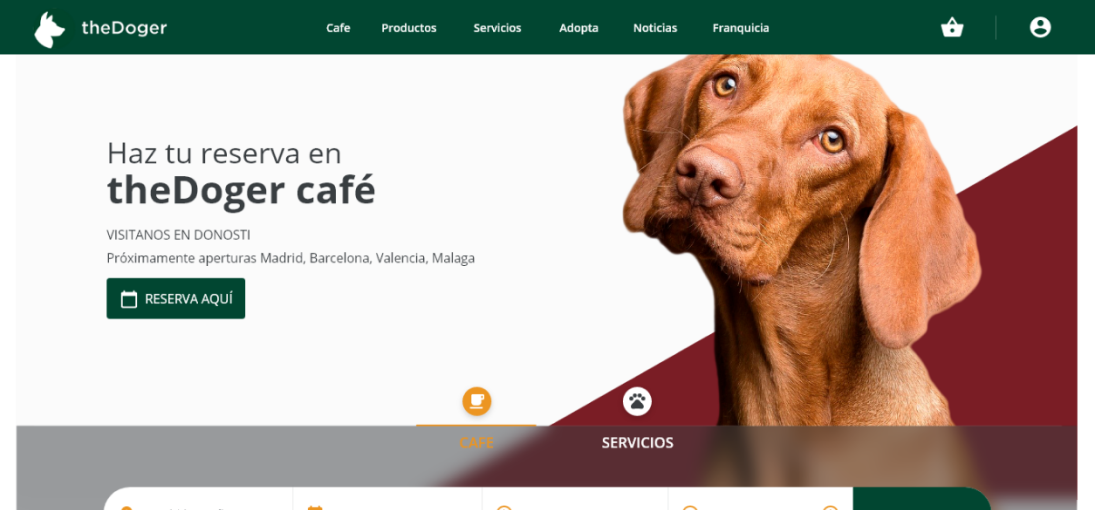 theDoger
Cafe
Productos
Servicios
Adopta
Noticias
Franquicia
Haz tu reserva en
theDoger café
VISITANOS EN DONOSTI
Próximamente aperturas Madrid, Barcelona, Valencia, Malaga
RESERVA AQUÍ
CAFE
SERVICIOS